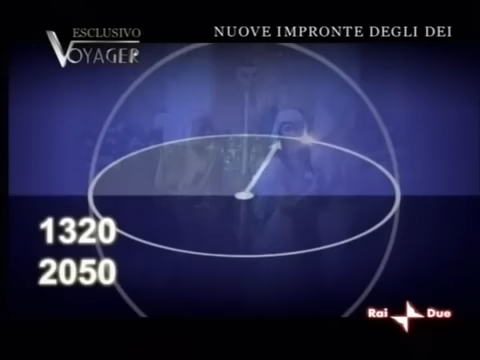 ESCLUSIVO
VOYAGER
NUOVE IMPRONTE DEGLI DEI
1320
2050
Rai Due